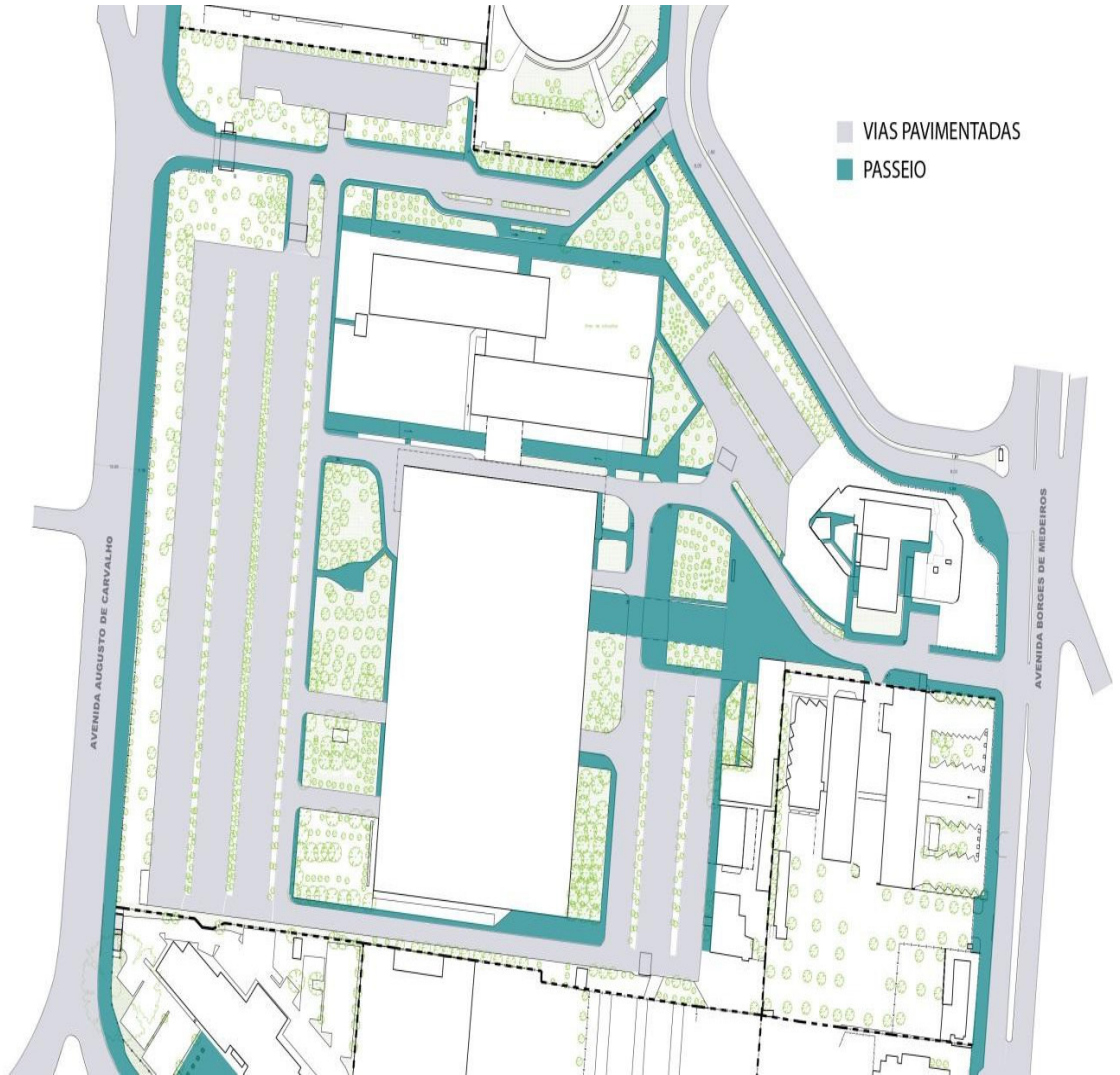 VIAS PAVIMENTADAS
PASSEIO
AVENIDA AUGUSTO DE CARVALHO
AVENIDA BORGES DE MEDEIROS